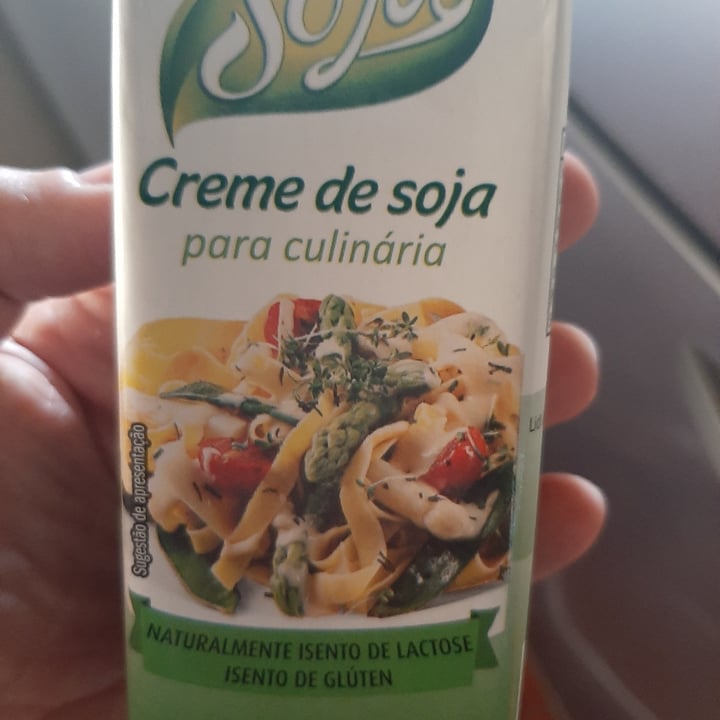 Creme de soja
para culinária
Sugestão de apresentação
NATURALMENTE ISENTO DE LACTOSE
ISENTO DE GLÚTEN